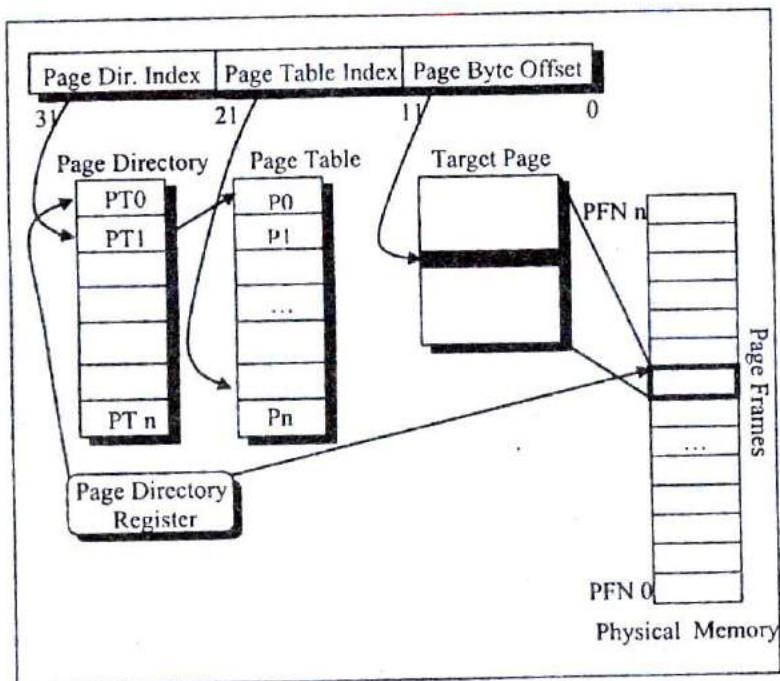 Page Dir. Index Page Table Index Page Byte Offset
31 21 11 0
Page Directory Page Table Target Page
PT0 P0
PFN n
PT1 P1
...
Page Frames
PT n Pn
...
Page Directory
Register
PFN 0
Physical Memory